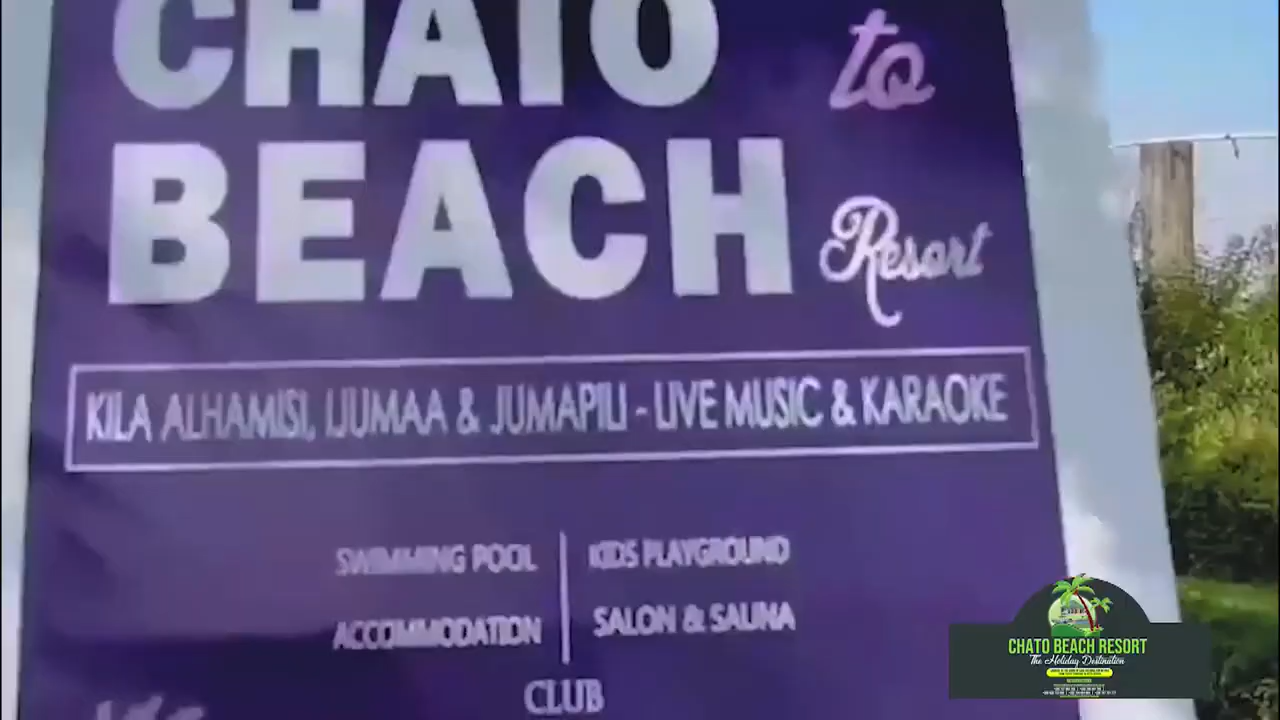 CHATO to
BEACH Resort
KILA ALHAMISI, IJUMAA & JUMAPILI - LIVE MUSIC & KARAOKE
SWIMMING POOL
KIDS PLAYGROUND
ACCOMMODATION
SALON & SAUNA
CLUB
CHATO BEACH RESORT
The Holiday Destination